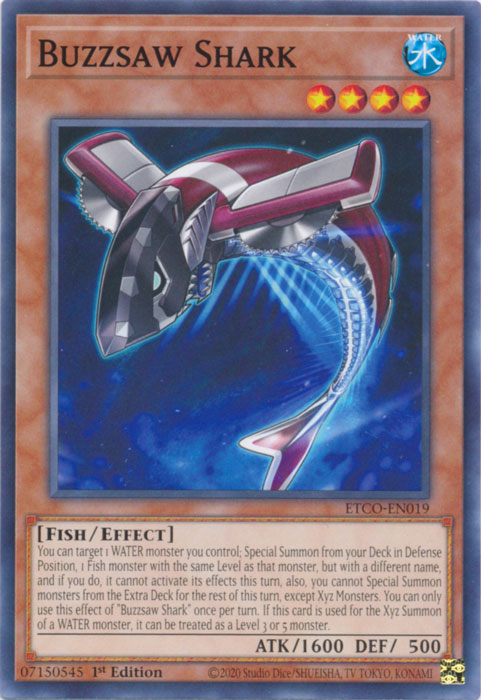 BUZZSAW SHARK
WATER
水
ETCO-EN019
[FISH/EFFECT]
You can target 1 WATER monster you control; Special Summon from your Deck in Defense
Position, 1 Fish monster with the same Level as that monster, but with a different name,
and if you do, it cannot activate its effects this turn, also, you cannot Special Summon
monsters from the Extra Deck for the rest of this turn, except Xyz Monsters. You can only
use this effect of "Buzzsaw Shark" once per turn. If this card is used for the Xyz Summon
of a WATER monster, it can be treated as a Level 3 or 5 monster.
ATK/1600 DEF/ 500
07150545 1st Edition ©2020 Studio Dice/SHUEISHA, TV TOKYO, KONAMI